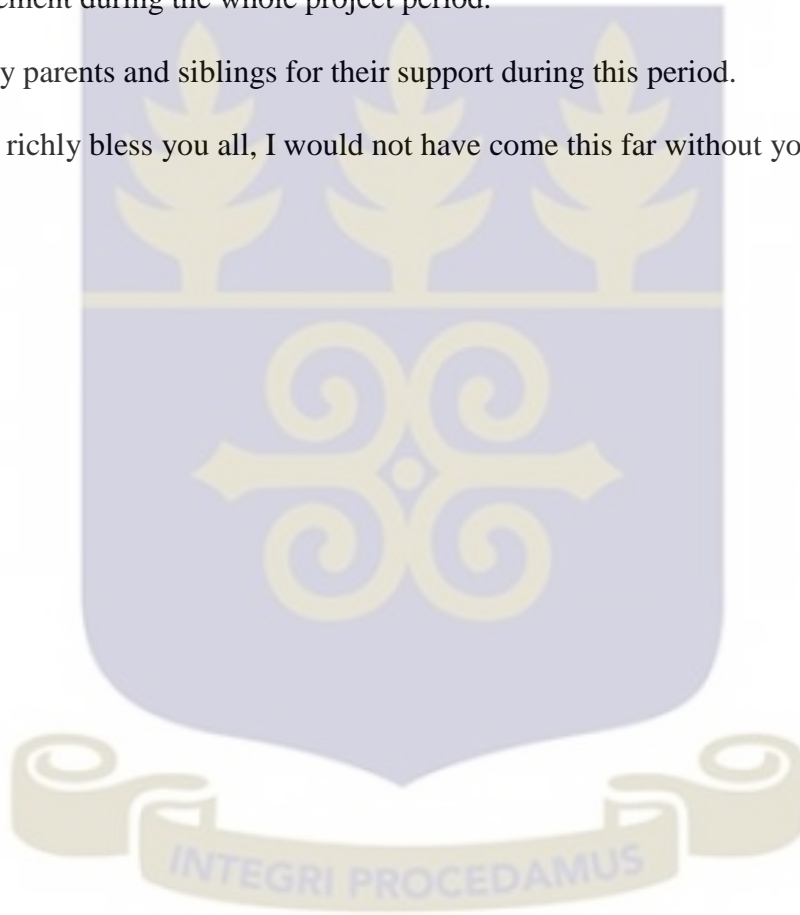 ement during the whole project period.
y parents and siblings for their support during this period.
richly bless you all, I would not have come this far without yo
INTEGRI PROCEDAMUS